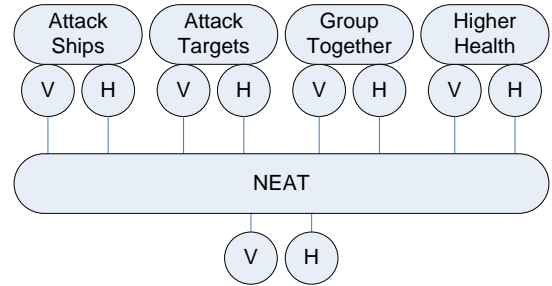 Attack
Ships
Attack
Targets
Group
Together
Higher
Health
V H V H V H V H
NEAT
V H